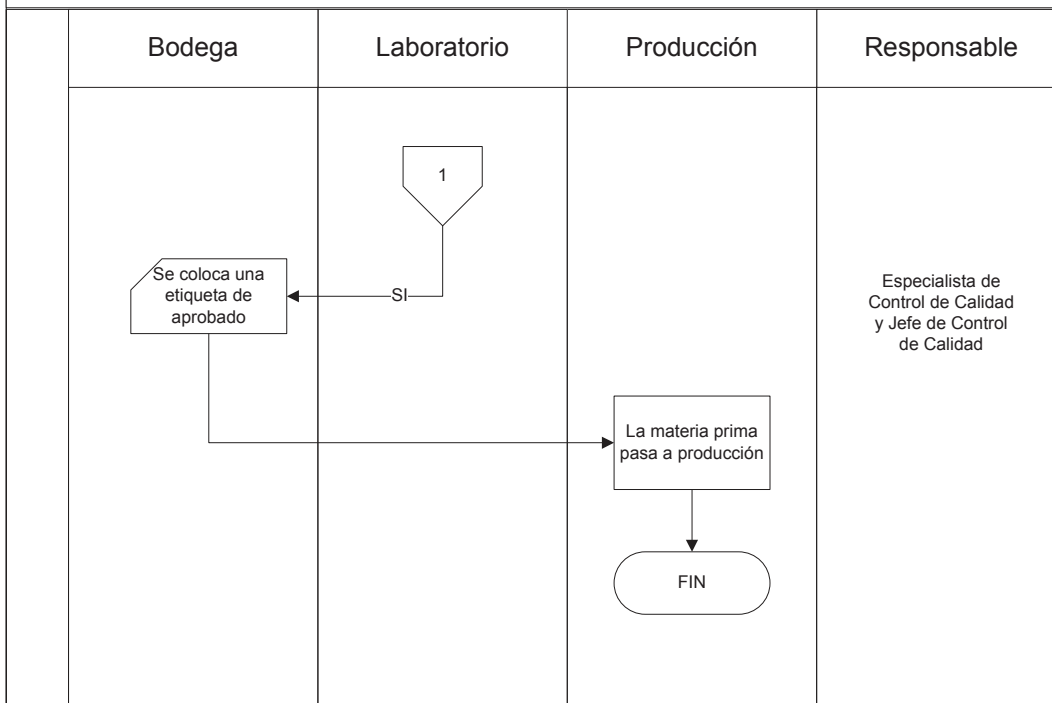 Bodega
Laboratorio
Producción
Responsable
1
SI
Se coloca una
etiqueta de
aprobado
Especialista de
Control de Calidad
y Jefe de Control
de Calidad
La materia prima
pasa a producción
FIN